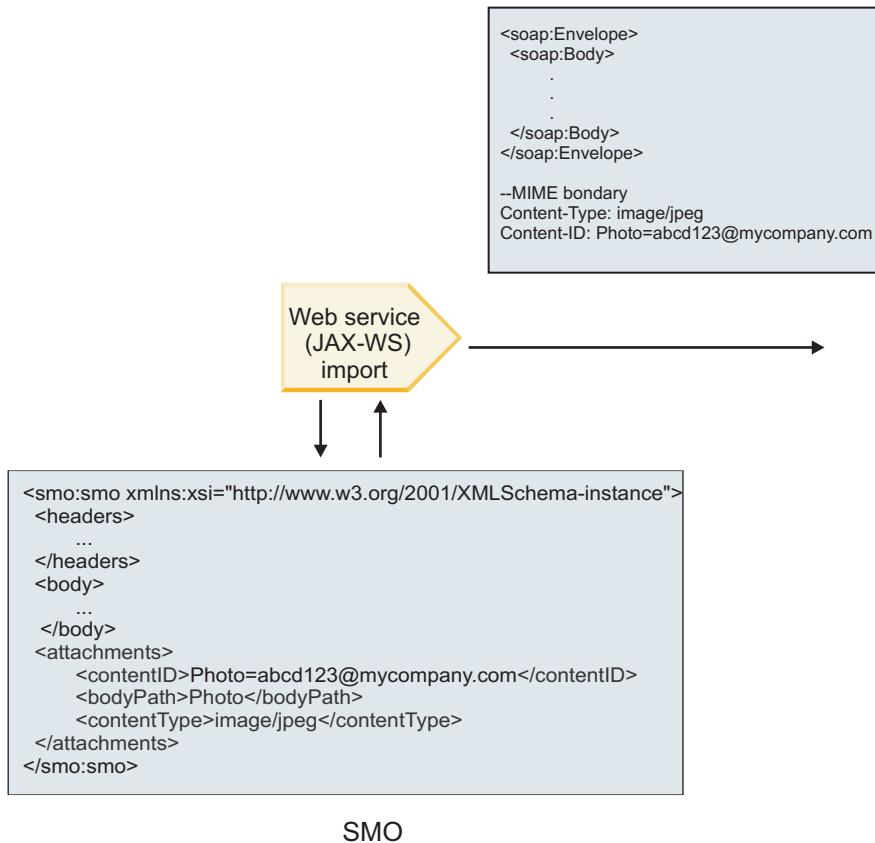 <soap:Envelope>
<soap:Body>
.
.
.
</soap:Body>
</soap:Envelope>
--MIME bondary
Content-Type: image/jpeg
Content-ID: Photo=abcd123@mycompany.com
Web service
(JAX-WS)
import
<smo:smo xmlns:xsi="http://www.w3.org/2001/XMLSchema-instance">
<headers>
...
</headers>
<body>
...
</body>
<attachments>
<contentID>Photo=abcd123@mycompany.com</contentID>
<bodyPath>Photo</bodyPath>
<contentType>image/jpeg</contentType>
</attachments>
</smo:smo>
SMO